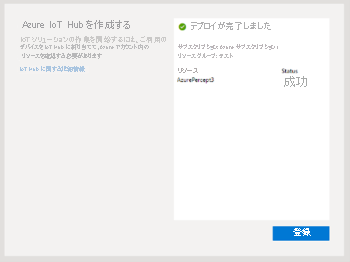 Azure IoT Hub を作成する
IoT ソリューションの作成を開始するには、ご利用の
デバイスを IoT Hub に割り当てて、Azure アカウント内の
リソースを確認する必要があります
IoT Hub に関する詳細情報
デプロイが完了しました
サブスクリプション: Azure サブスクリプション 1
リソース グループ: テスト
リソース
Status
AzurePercept3
成功
登録